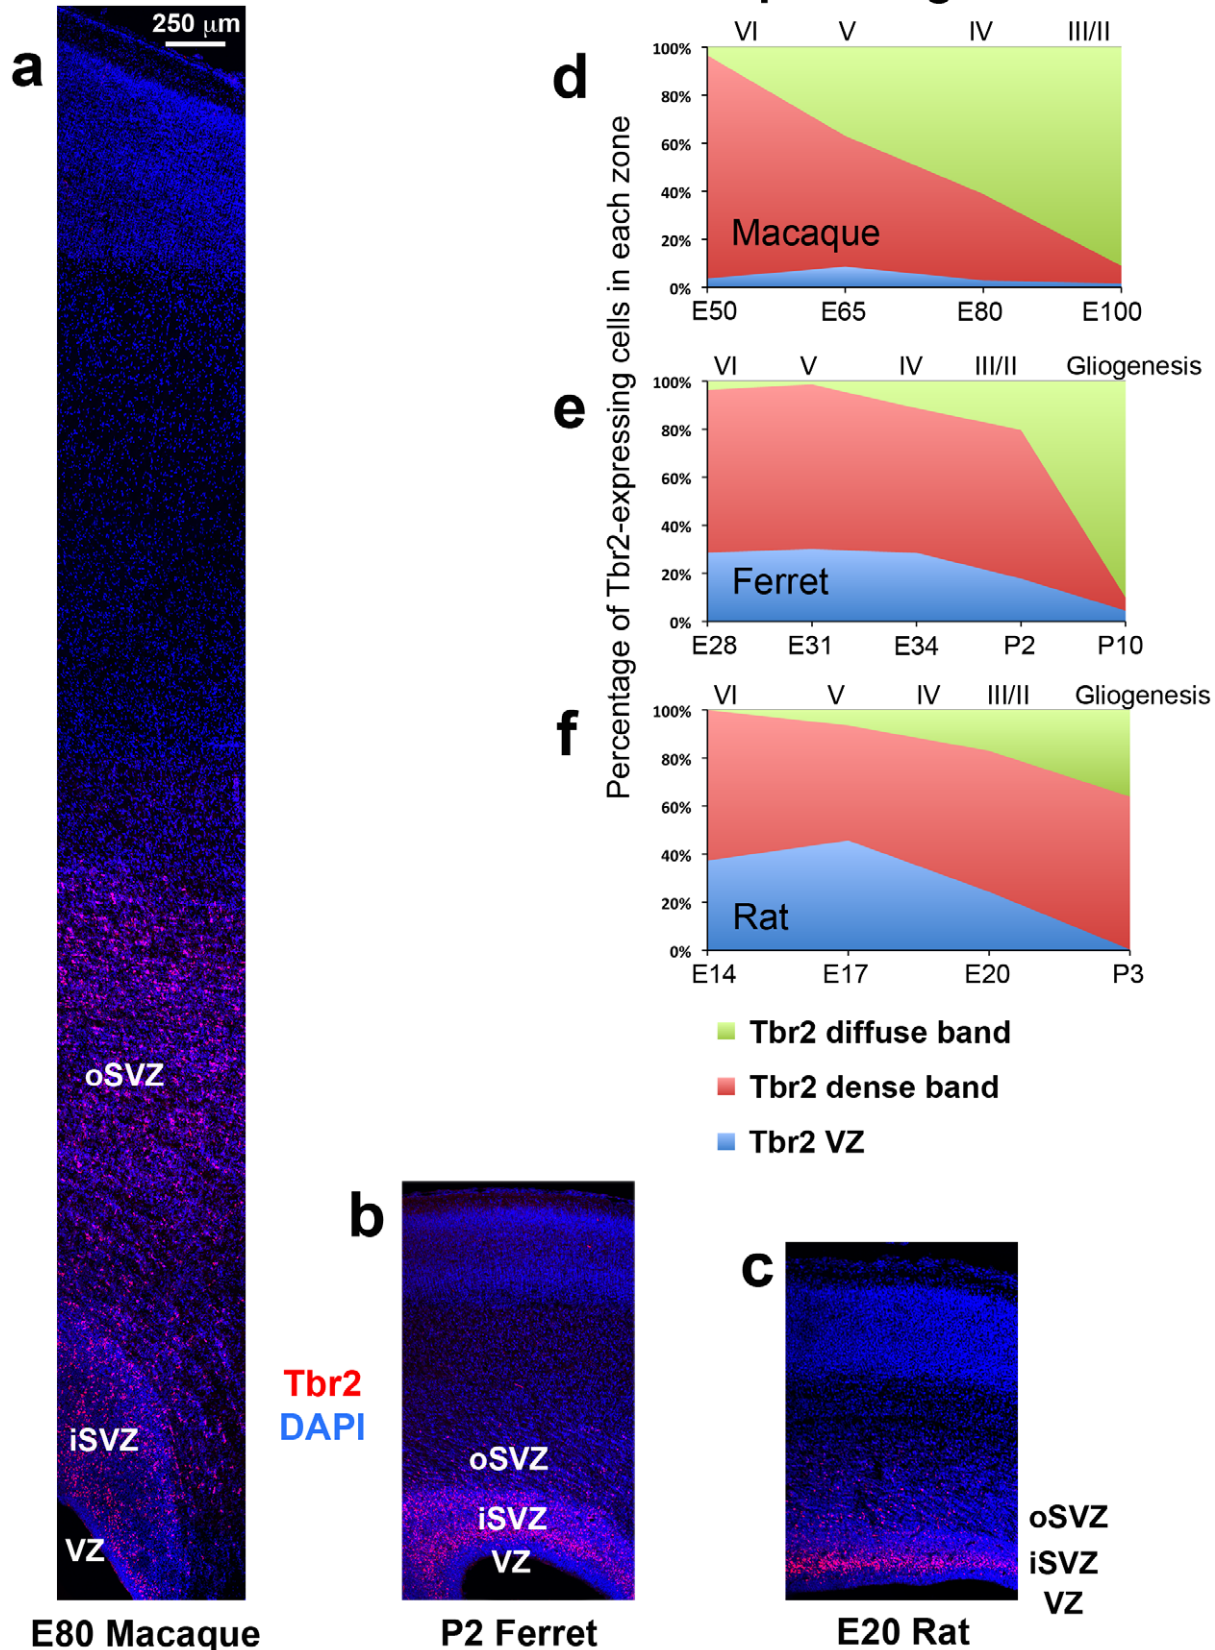 250 µm
a
d
Percentage of Tbr2-expressing cells in each zone
VI V IV III/II
100%
80%
60%
40%
20%
0%
Macaque
E50 E65 E80 E100
e
VI V IV III/II Gliogenesis
100%
80%
60%
40%
20%
0%
Ferret
E28 E31 E34 P2 P10
f
VI V IV III/II Gliogenesis
100%
80%
60%
40%
20%
0%
Rat
E14 E17 E20 P3
Tbr2 diffuse band
Tbr2 dense band
Tbr2 VZ
oSVZ
iSVZ
VZ
E80 Macaque
Tbr2
DAPI
b
oSVZ
iSVZ
VZ
P2 Ferret
c
oSVZ
iSVZ
VZ
E20 Rat